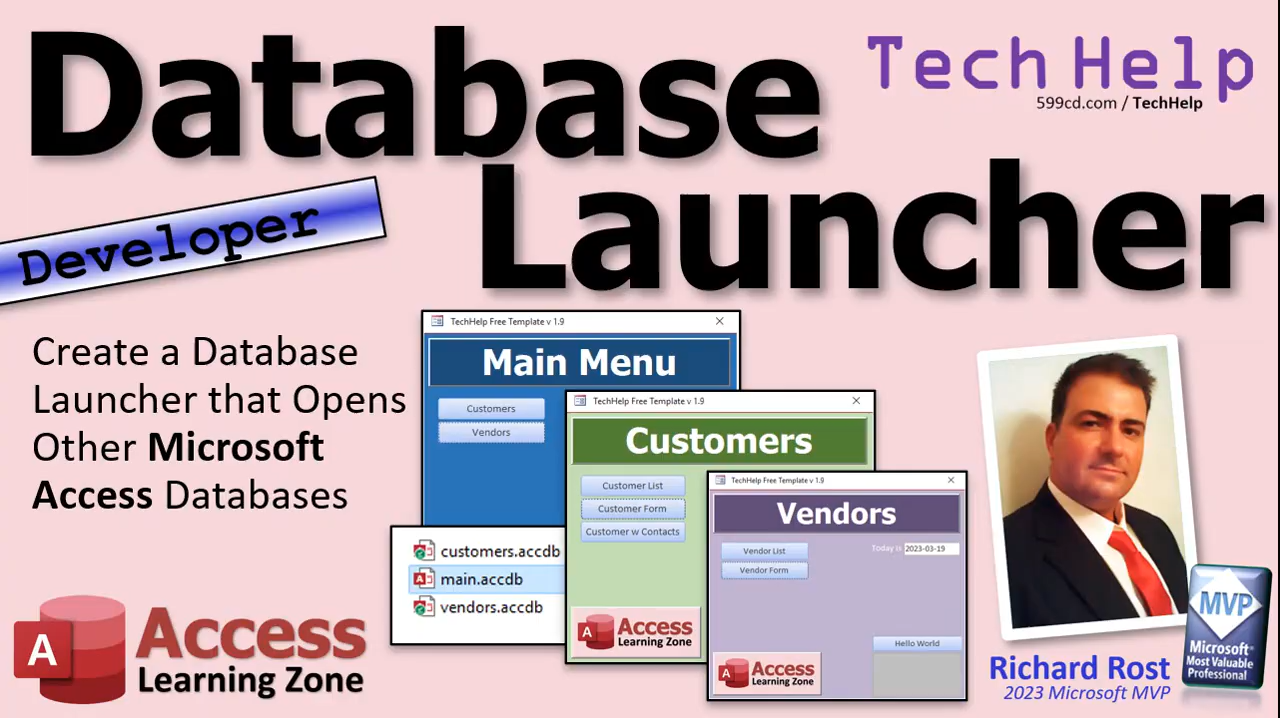 Database
Launcher
Tech Help
599cd.com / TechHelp
Developer
Create a Database
Launcher that Opens
Other Microsoft
Access Databases
TechHelp Free Template v 1.9
Main Menu
Customers
Vendors
TechHelp Free Template v 1.9
Customers
Customer List
Customer Form
Customer w Contacts
A
Access
Learning Zone
TechHelp Free Template v 1.9
Vendors
Vendor List
Vendor Form
Today is 2023-03-19
Hello World
A
Access
Learning Zone
customers.accdb
main.accdb
vendors.accdb
A
Access
Learning Zone
MVP
Microsoft®
Most Valuable
Professional
Richard Rost
2023 Microsoft MVP